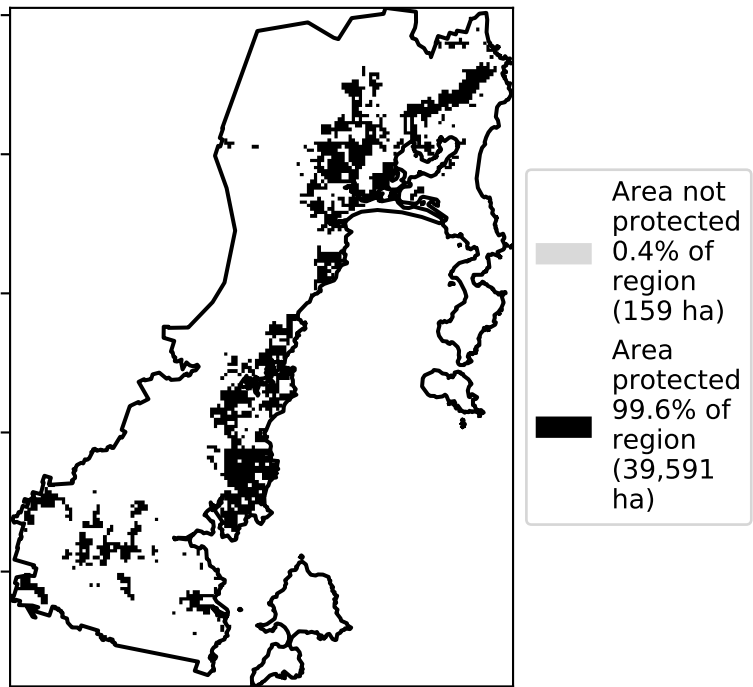 Area not
protected
0.4% of
region
(159 ha)
Area
protected
99.6% of
region
(39,591
ha)